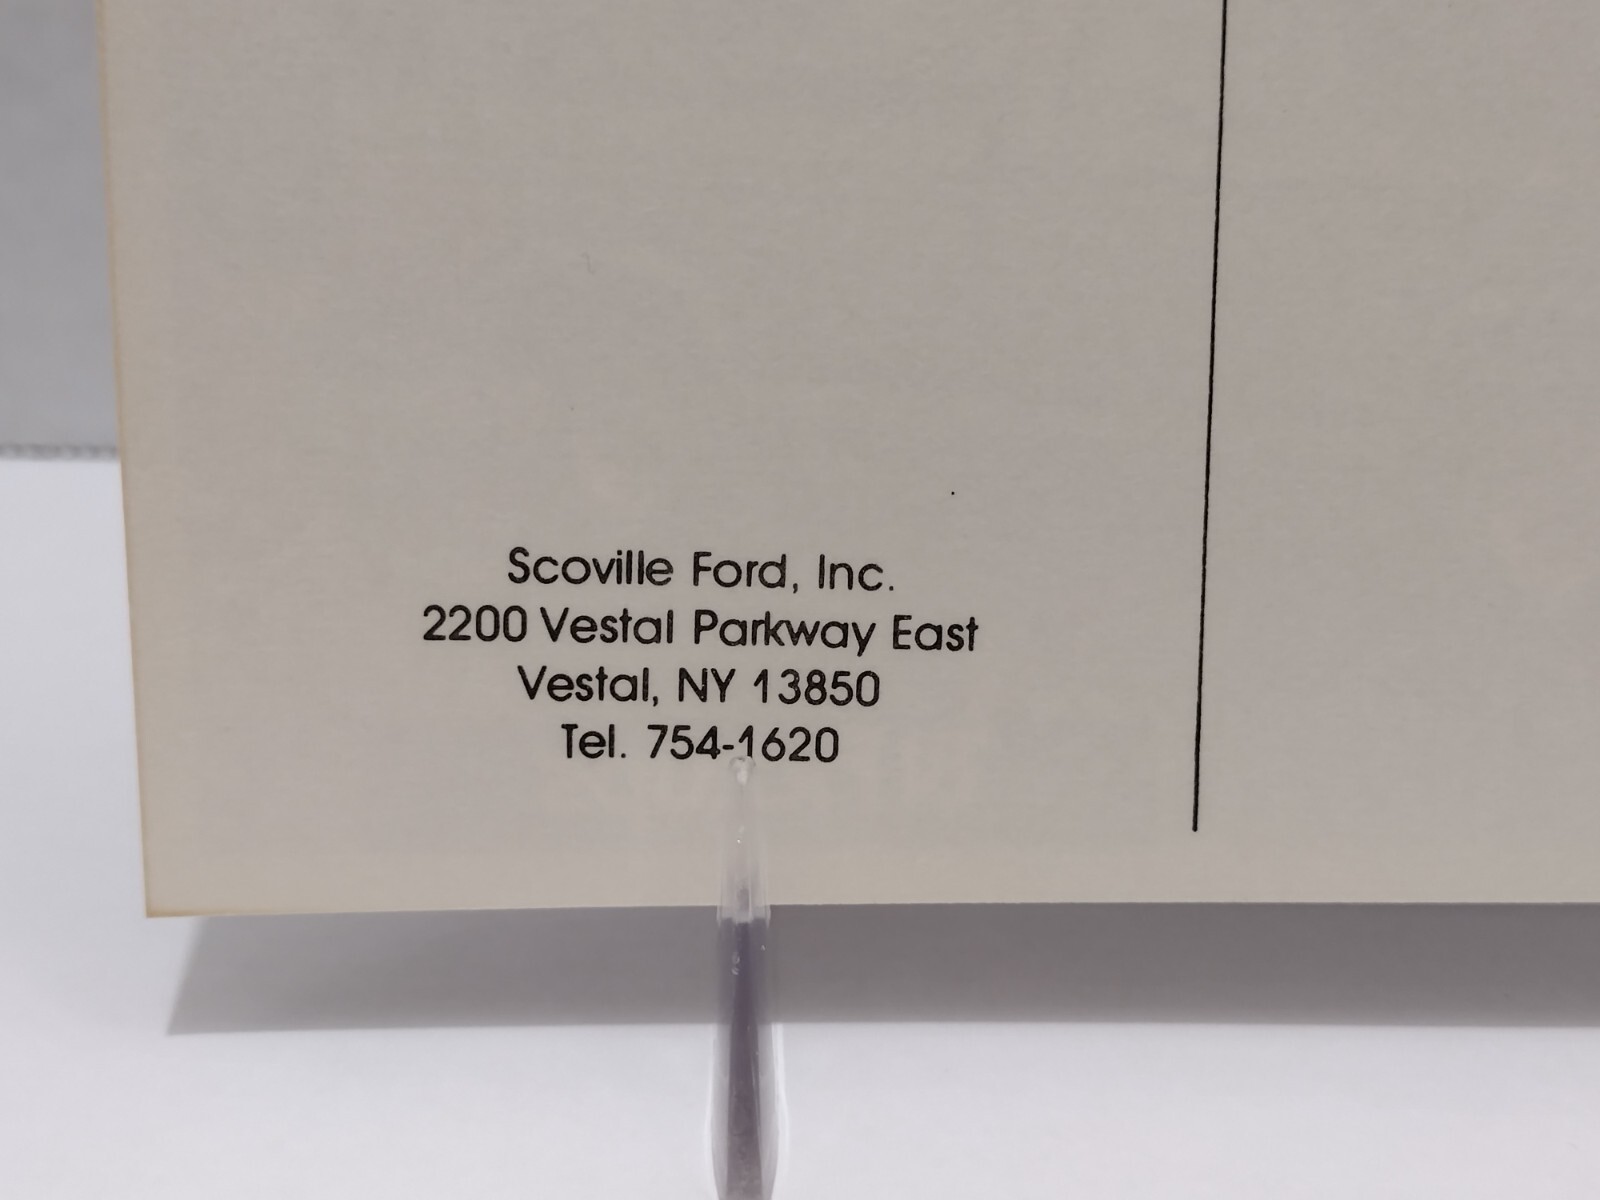 Scoville Ford, Inc.
2200 Vestal Parkway East
Vestal, NY 13850
Tel. 754-1620